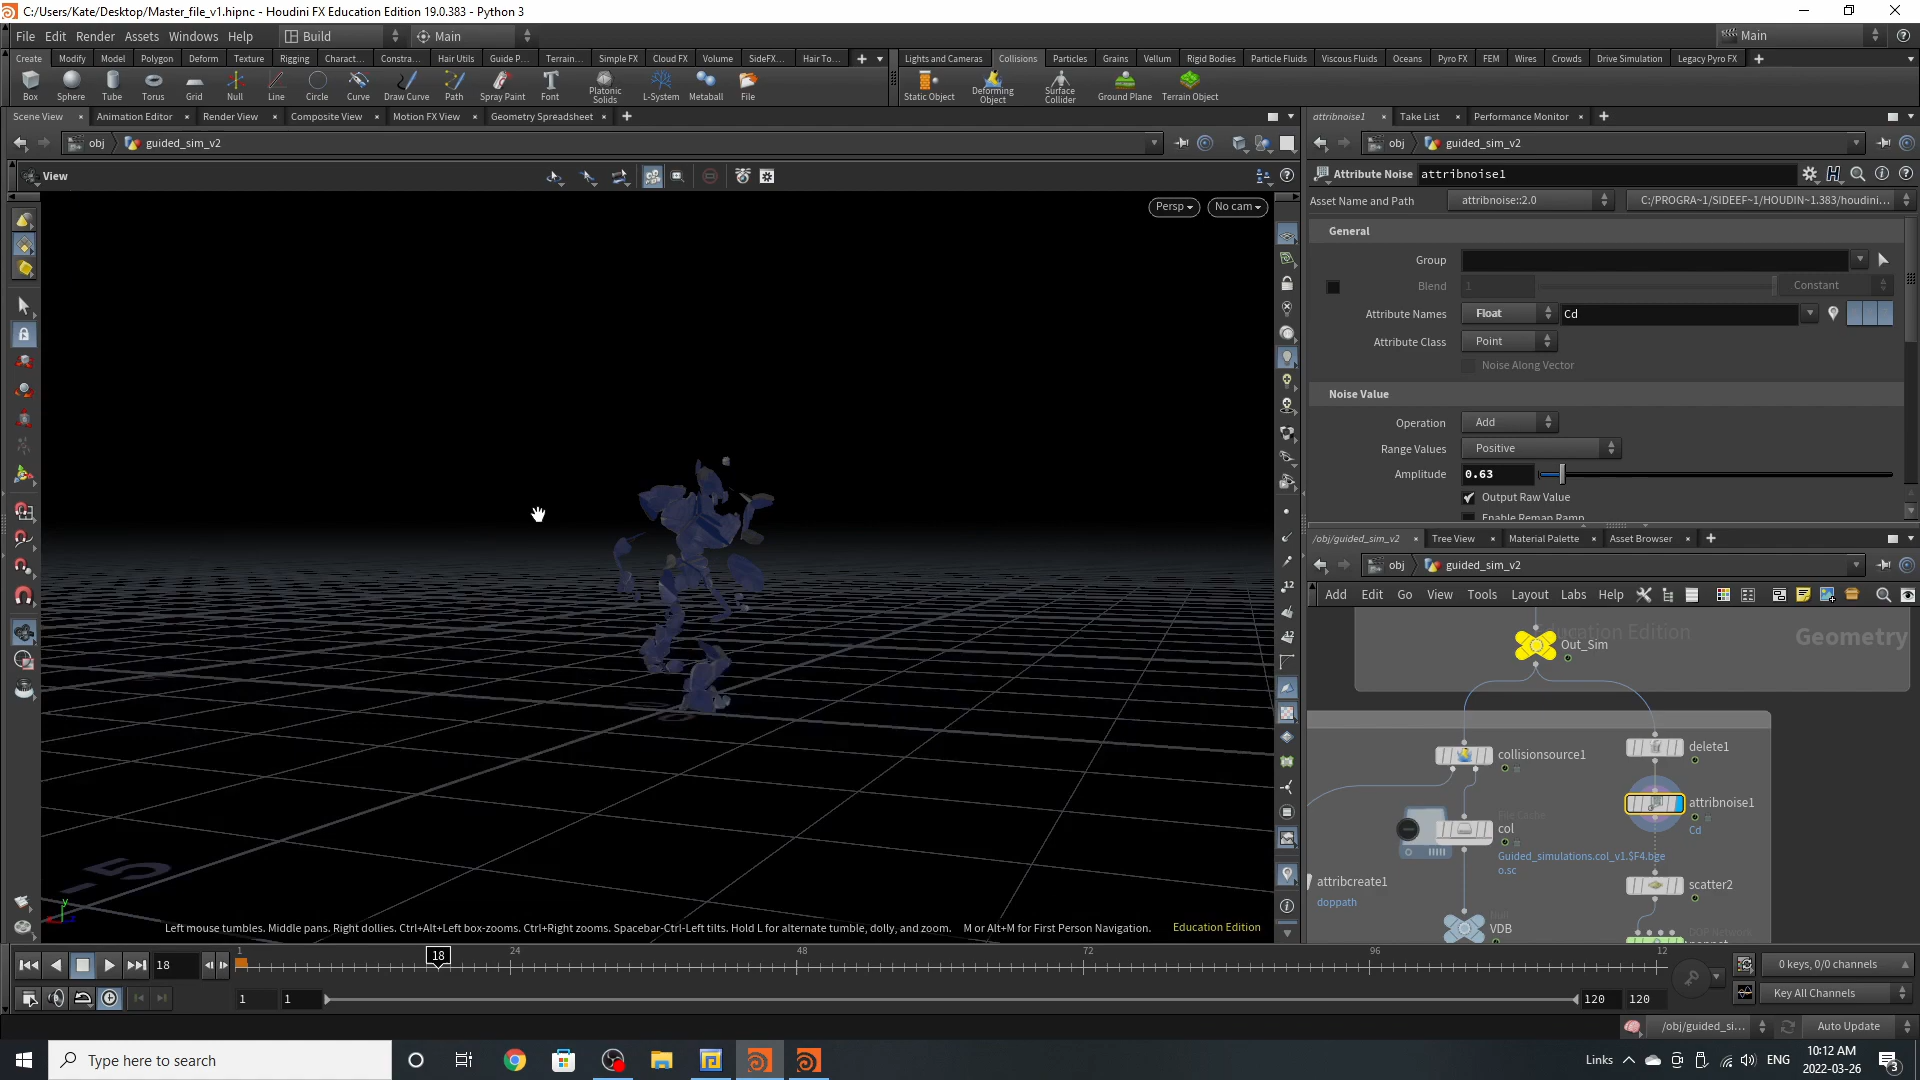 C:/Users/Kate/Desktop/Master_file_v1.hipnc - Houdini FX Education Edition 19.0.383 - Python 3
File Edit Render Assets Windows Help Build Main Main
Create Modify Model Polygon Deform Texture Rigging Charact... Constra... Hair Utils Guide P... Terrain... Simple FX Cloud FX Volume SideFX... Hair To...
Lights and Cameras Collisions Particles Grains Vellum Rigid Bodies Particle Fluids Viscous Fluids Oceans Pyro FX FEM Wires Crowds Drive Simulation Legacy Pyro FX
Box Sphere Tube Torus Grid Null Line Circle Curve Draw Curve Path Spray Paint Font Platonic Solids L-System Metaball File
Static Object Deforming Object Surface Collider Ground Plane Terrain Object
Scene View Animation Editor Render View Composite View Motion FX View Geometry Spreadsheet
attribnoise1 Take List Performance Monitor
obj guided_sim_v2
obj guided_sim_v2
View
Persp No cam
Attribute Noise attribnoise1
Asset Name and Path attribnoise::2.0 C:/PROGRA~1/SIDEEF~1/HOUDIN~1.383/houdini...
General
Group
Blend 1 Constant
Attribute Names Float Cd
Attribute Class Point
Noise Along Vector
Noise Value
Operation Add
Range Values Positive
Amplitude 0.63
Output Raw Value
Enable Remap Ramp
/obj/guided_sim_v2 Tree View Material Palette Asset Browser
obj guided_sim_v2
Add Edit Go View Tools Layout Labs Help
Education Edition
Geometry
Out_Sim
collisionsource1
delete1
attribnoise1
Cd
File Cache
col
Guided_simulations.col_v1.$F4.bge
o.sc
attribcreate1
doppath
scatter2
Null
VDB
DOP Network
-5
y
Left mouse tumbles. Middle pans. Right dollies. Ctrl+Alt+Left box-zooms. Ctrl+Right zooms. Spacebar-Ctrl-Left tilts. Hold L for alternate tumble, dolly, and zoom. M or Alt+M for First Person Navigation.
Education Edition
18
1 18 24 48 72 96 12
0 keys, 0/0 channels
1 1 120 120
Key All Channels
/obj/guided_si... Auto Update
Type here to search
Links ENG 10:12 AM
2022-03-26
3